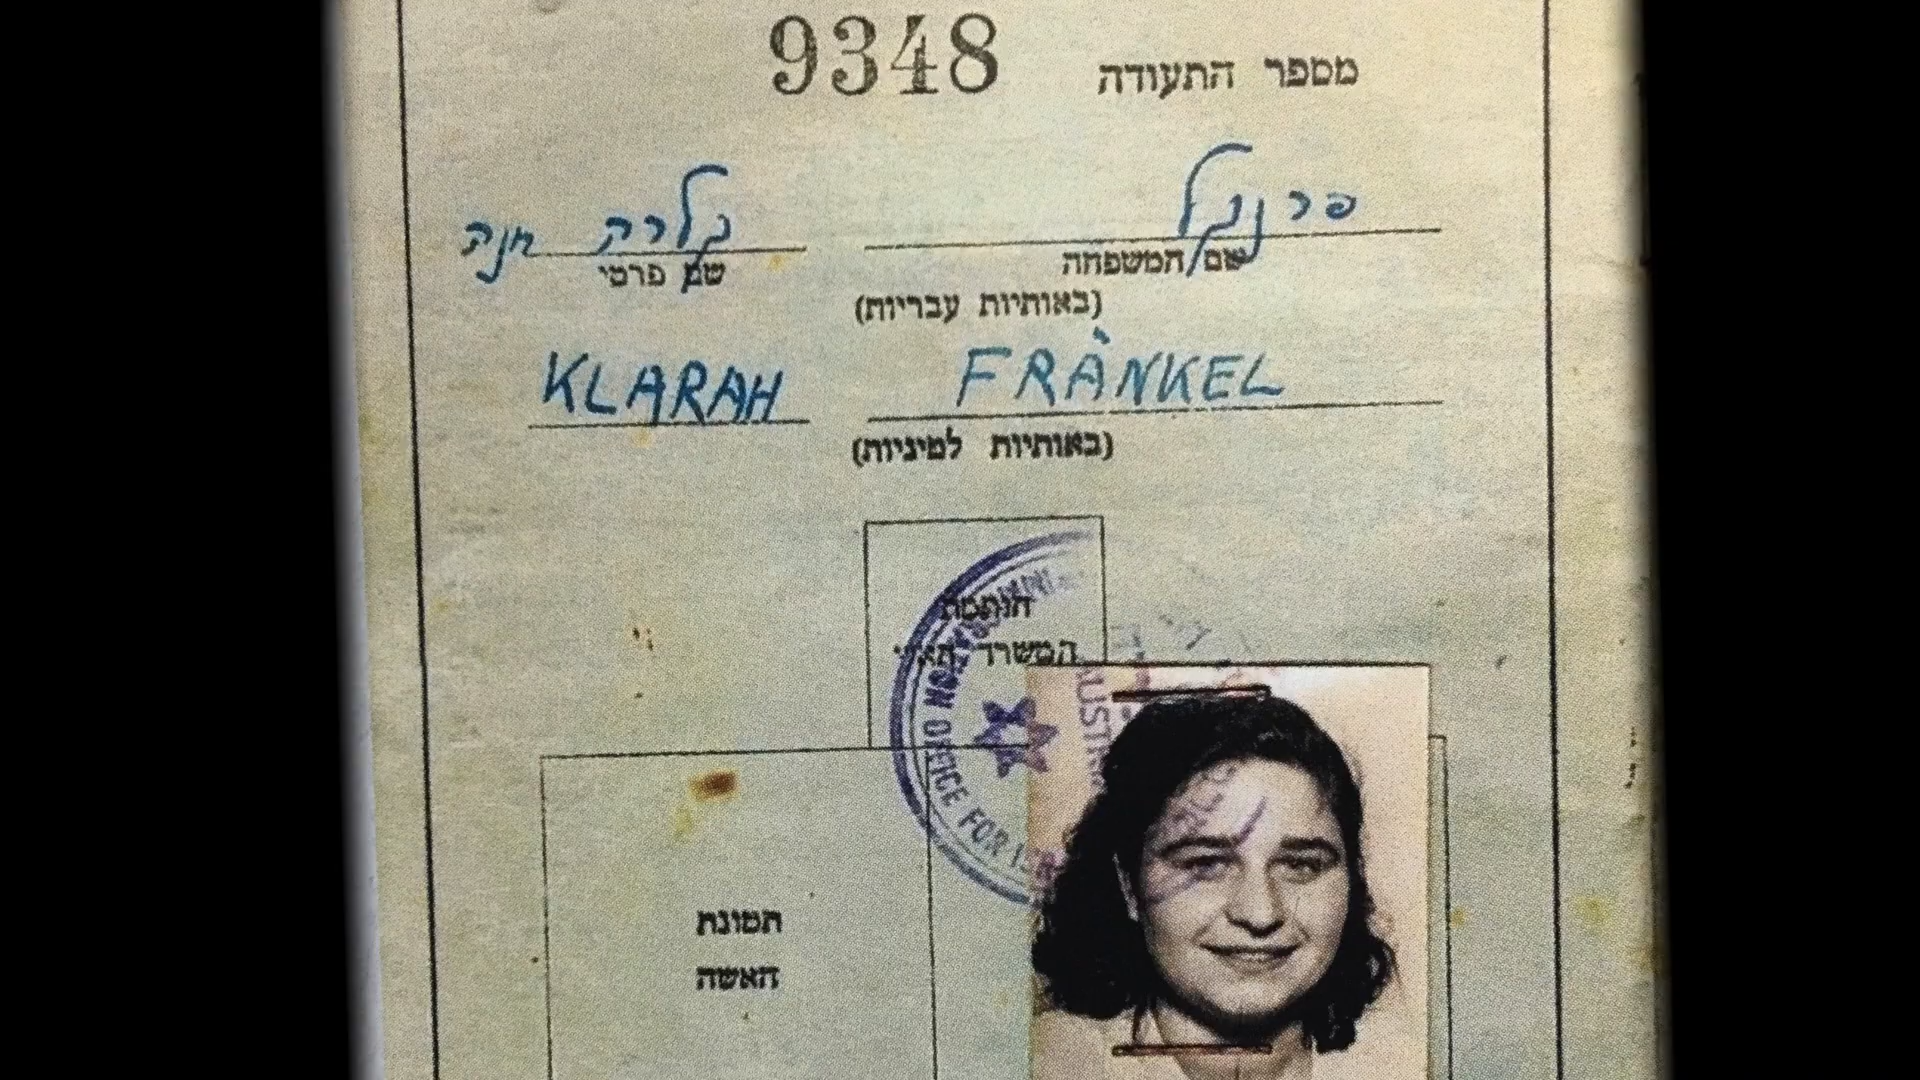 מספר התעודה 9348
פרנקל קלרה חנה
שם המשפחה שם פרטי
(באותיות עבריות)
FRÄNKEL KLARAH
(באותיות לטיניות)
חותמת
המשרד
OFFICE FOR
AUSTRIA
תמונת
האשה